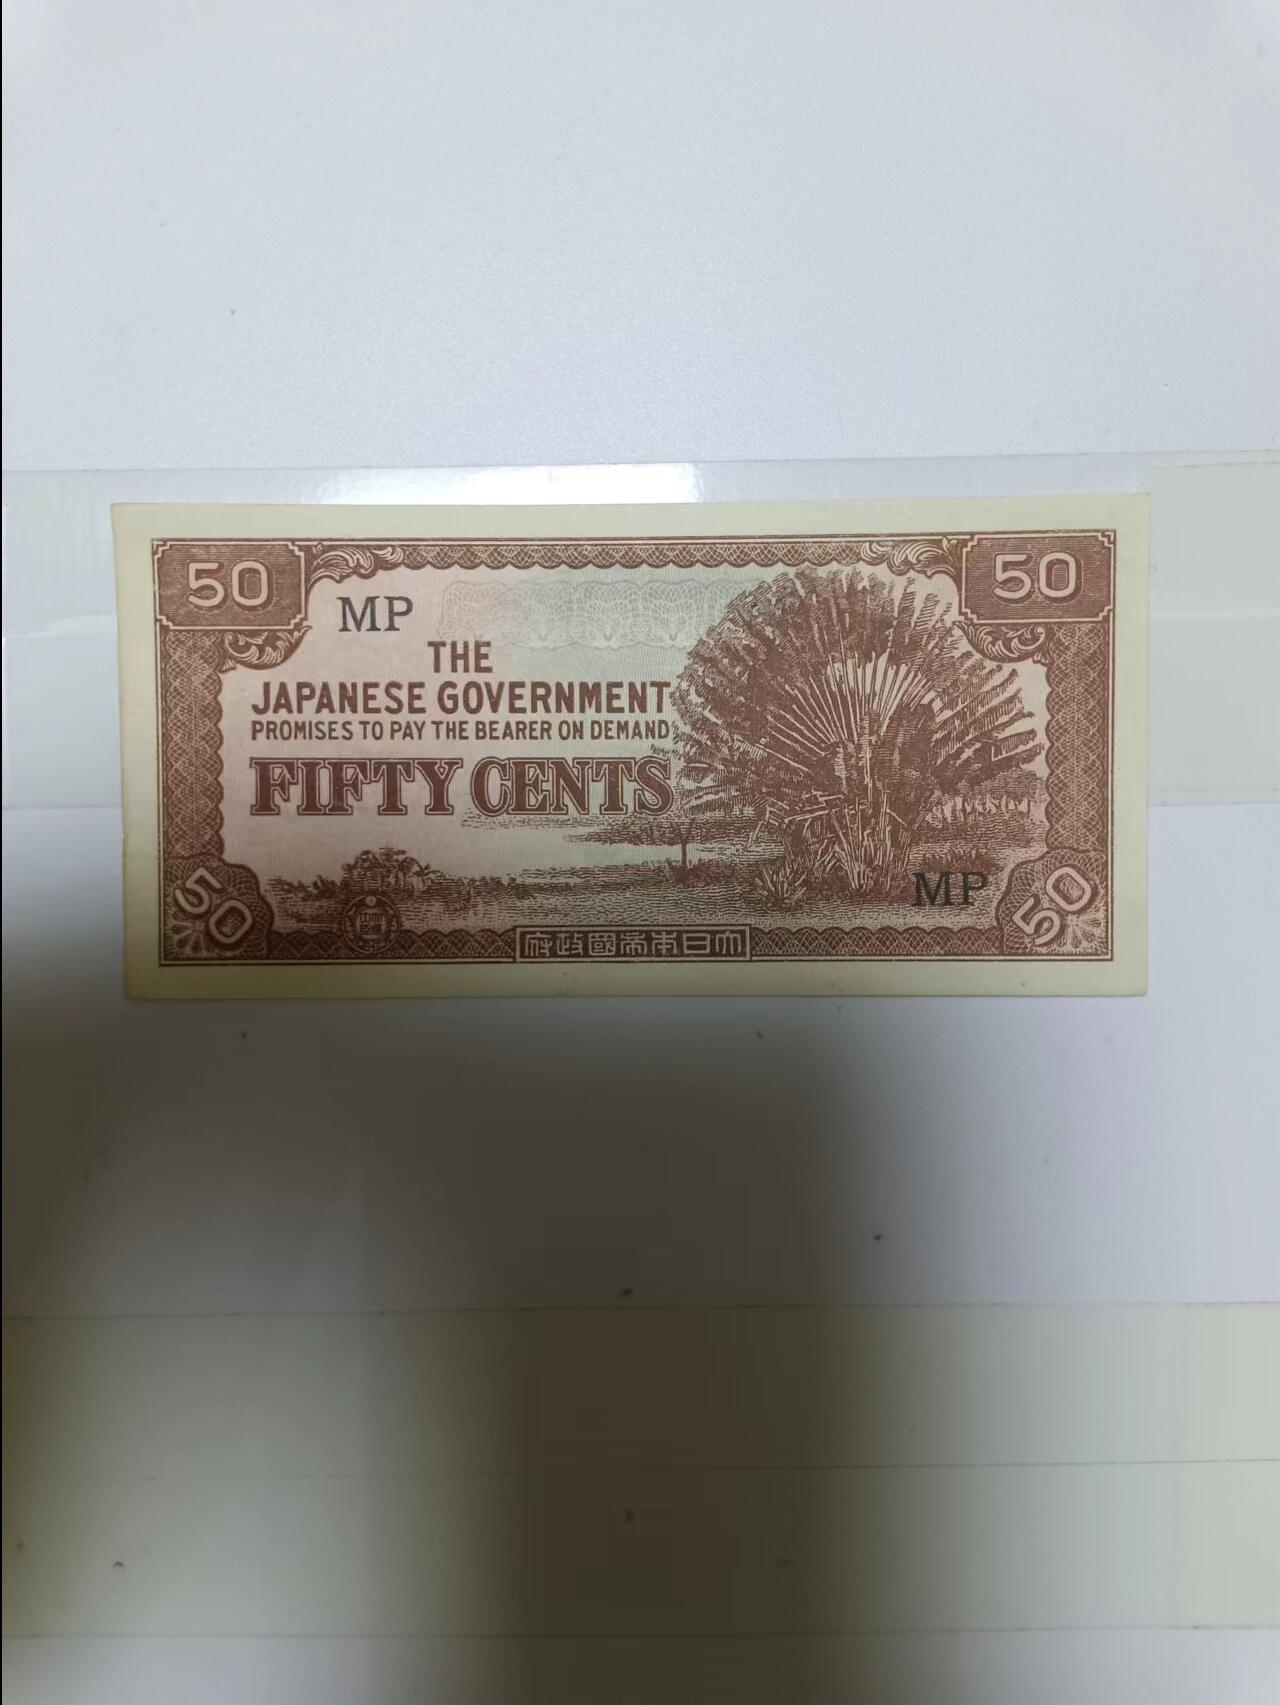 50
50
MP
THE
JAPANESE GOVERNMENT
PROMISES TO PAY THE BEARER ON DEMAND
FIFTY CENTS
MP
50
50
府政國帝本日大